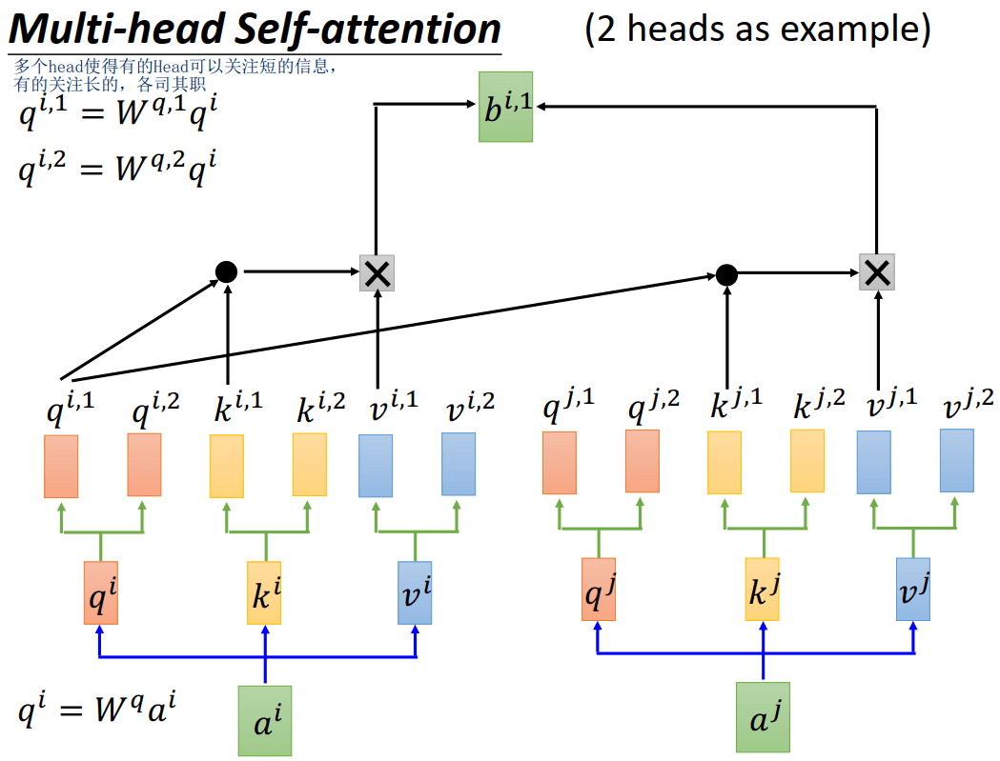 Multi-head Self-attention (2 heads as example)
多个head使得有的Head可以关注短的信息,
有的关注长的,各司其职
q^{i,1} = W^{q,1}q^{i}
b^{i,1}
q^{i,2} = W^{q,2}q^{i}
q^{i,1} q^{i,2} k^{i,1} k^{i,2} v^{i,1} v^{i,2} q^{j,1} q^{j,2} k^{j,1} k^{j,2} v^{j,1} v^{j,2}
q^{i} k^{i} v^{i} q^{j} k^{j} v^{j}
q^{i} = W^{q}a^{i}
a^{i} a^{j}